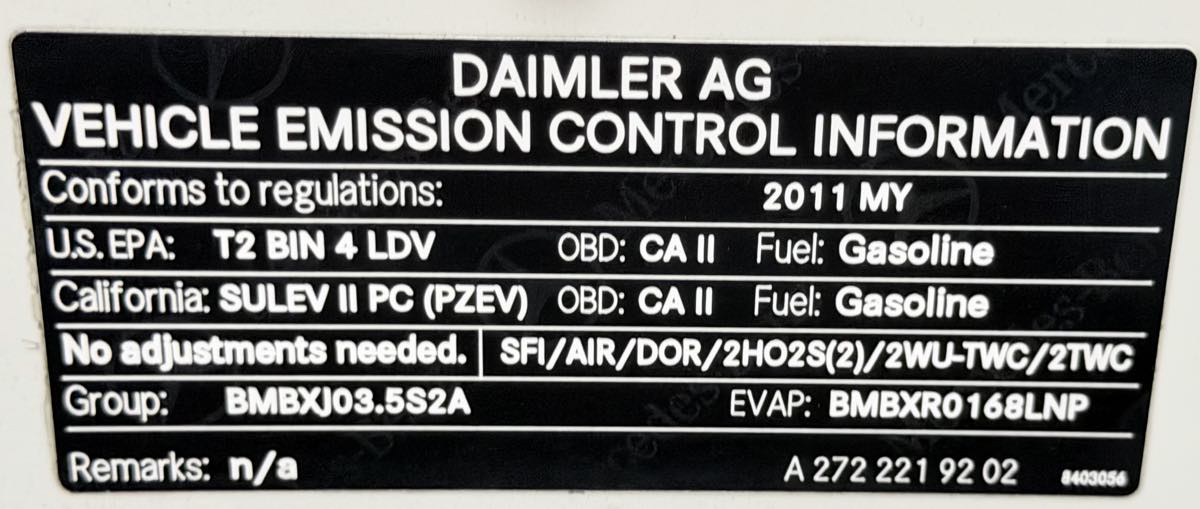 DAIMLER AG
VEHICLE EMISSION CONTROL INFORMATION
Conforms to regulations: 2011 MY
U.S. EPA: T2 BIN 4 LDV OBD: CA II Fuel: Gasoline
California: SULEV II PC (PZEV) OBD: CA II Fuel: Gasoline
No adjustments needed. SFI/AIR/DOR/2HO2S(2)/2WU-TWC/2TWC
Group: BMBXJ03.5S2A EVAP: BMBXR0168LNP
Remarks: n/a A 272 221 92 02 8403056